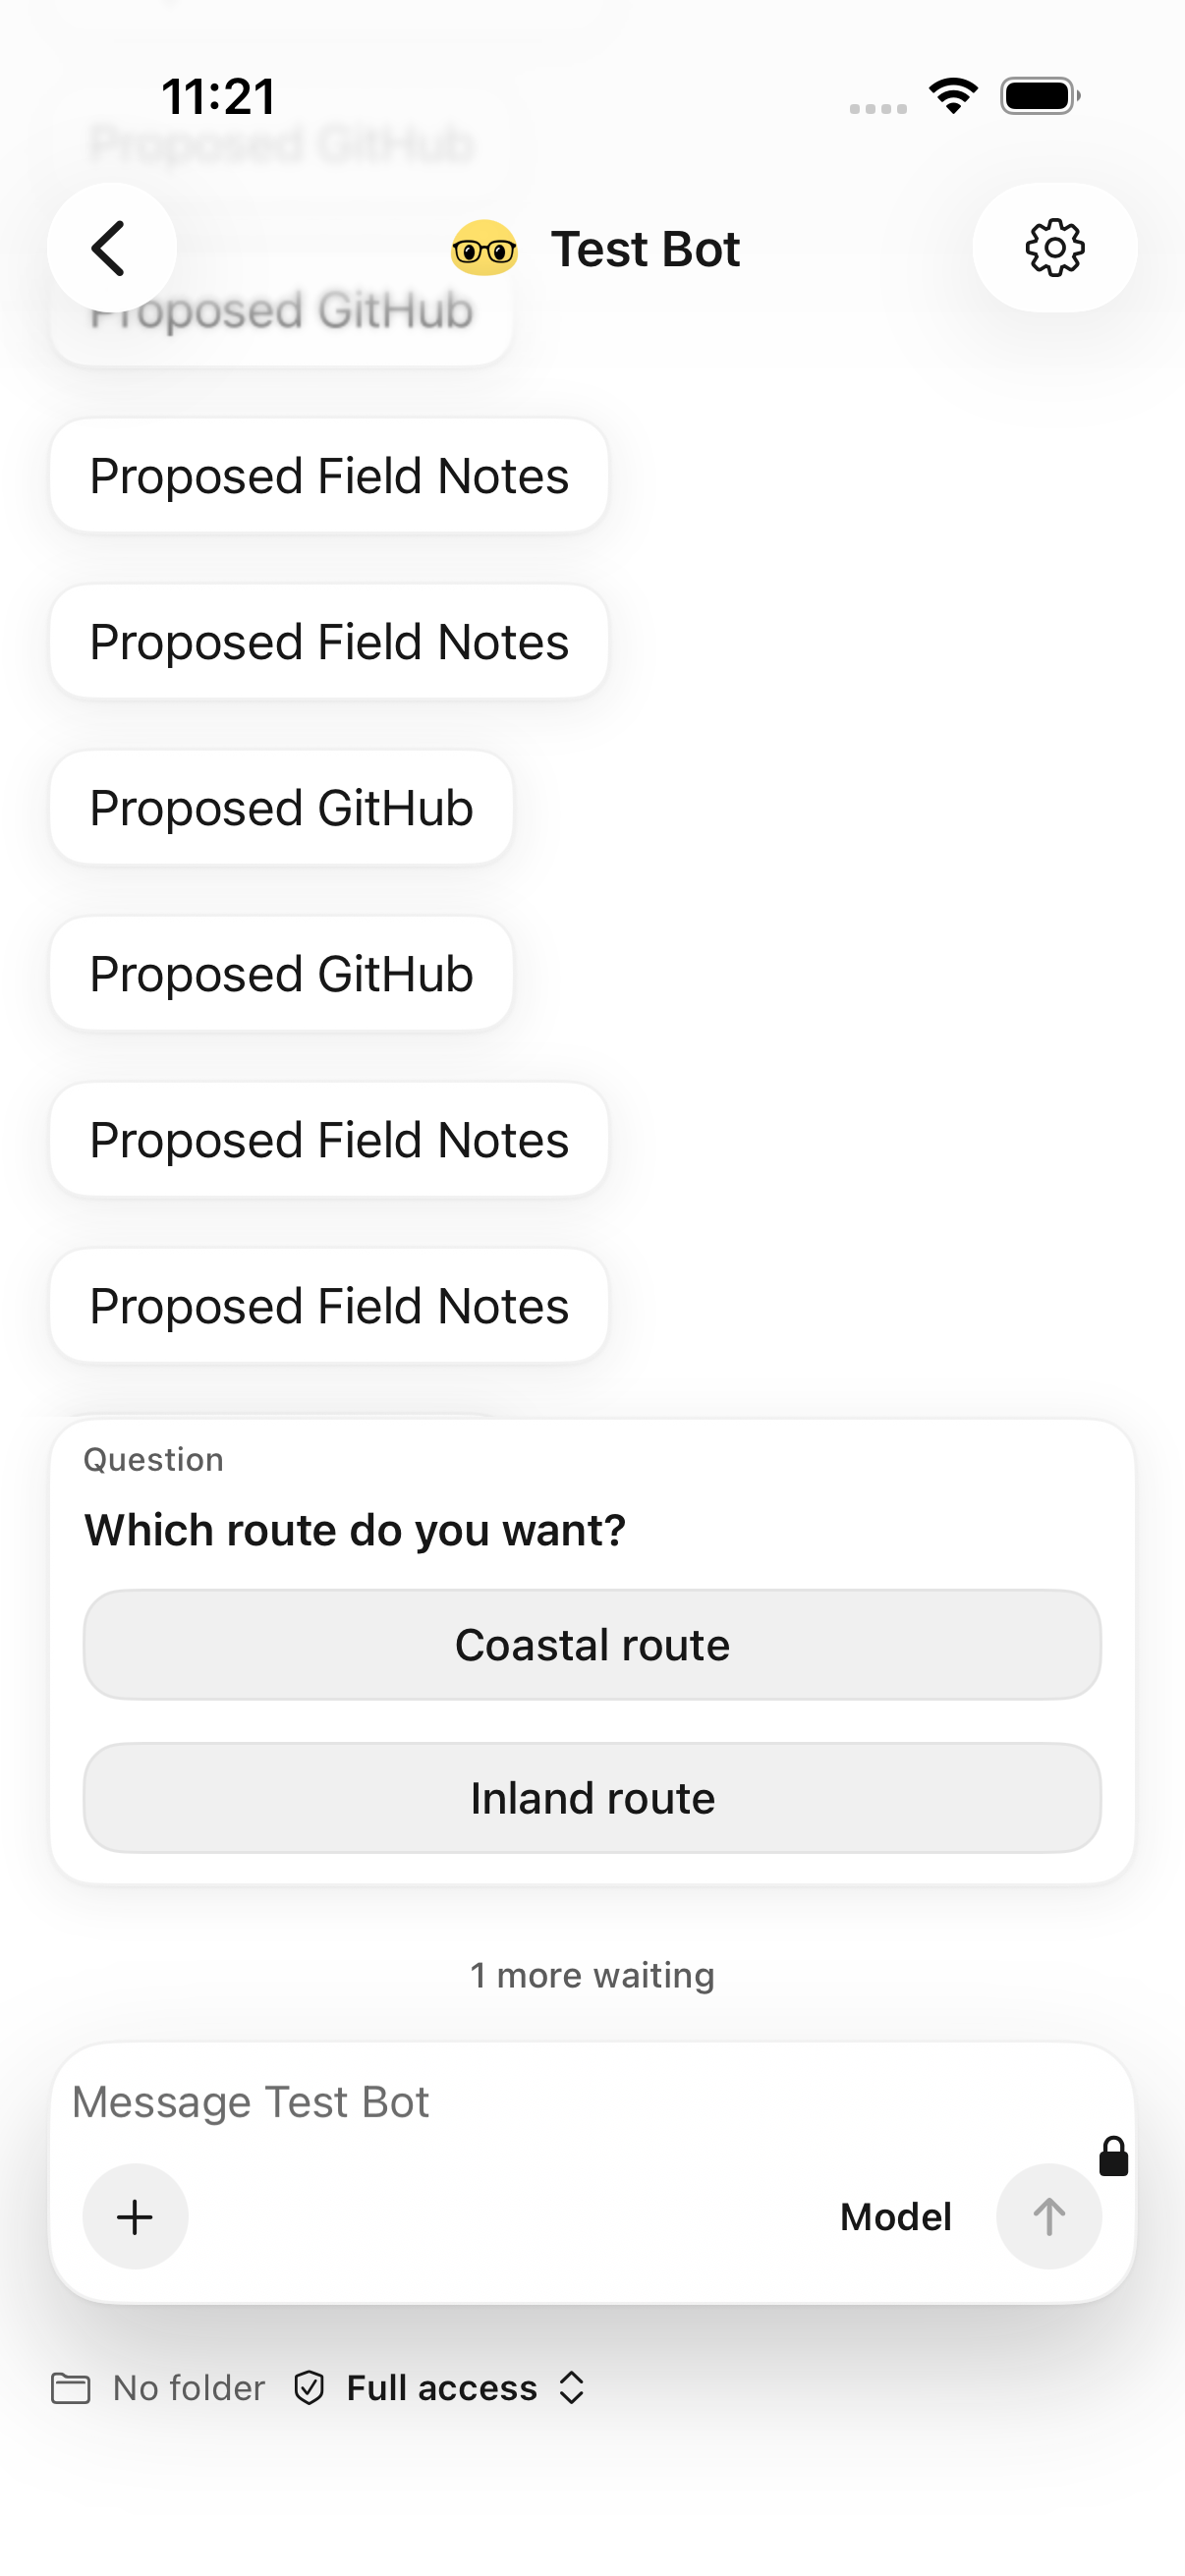 11:21
Proposed GitHub
Test Bot
Proposed GitHub
Proposed Field Notes
Proposed Field Notes
Proposed GitHub
Proposed GitHub
Proposed Field Notes
Proposed Field Notes
Question
Which route do you want?
Coastal route
Inland route
1 more waiting
Message Test Bot
Model
No folder Full access